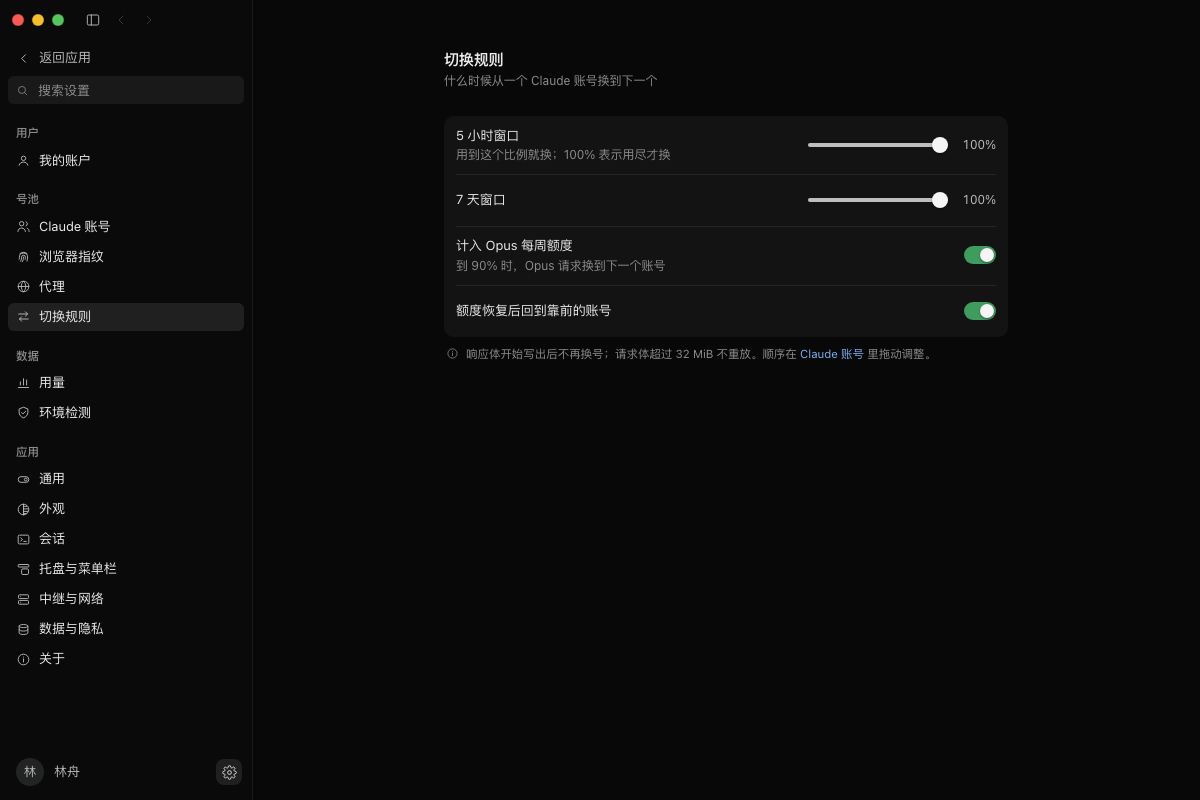 返回应用
搜索设置
用户
我的账户
号池
Claude 账号
浏览器指纹
代理
切换规则
数据
用量
环境检测
应用
通用
外观
会话
托盘与菜单栏
中继与网络
数据与隐私
关于
林
林舟
切换规则
什么时候从一个 Claude 账号换到下一个
5 小时窗口
用到这个比例就换；100% 表示用尽才换
100%
7 天窗口
100%
计入 Opus 每周额度
到 90% 时，Opus 请求换到下一个账号
额度恢复后回到靠前的账号
响应体开始写出后不再换号；请求体超过 32 MiB 不重放。顺序在 Claude 账号 里拖动调整。